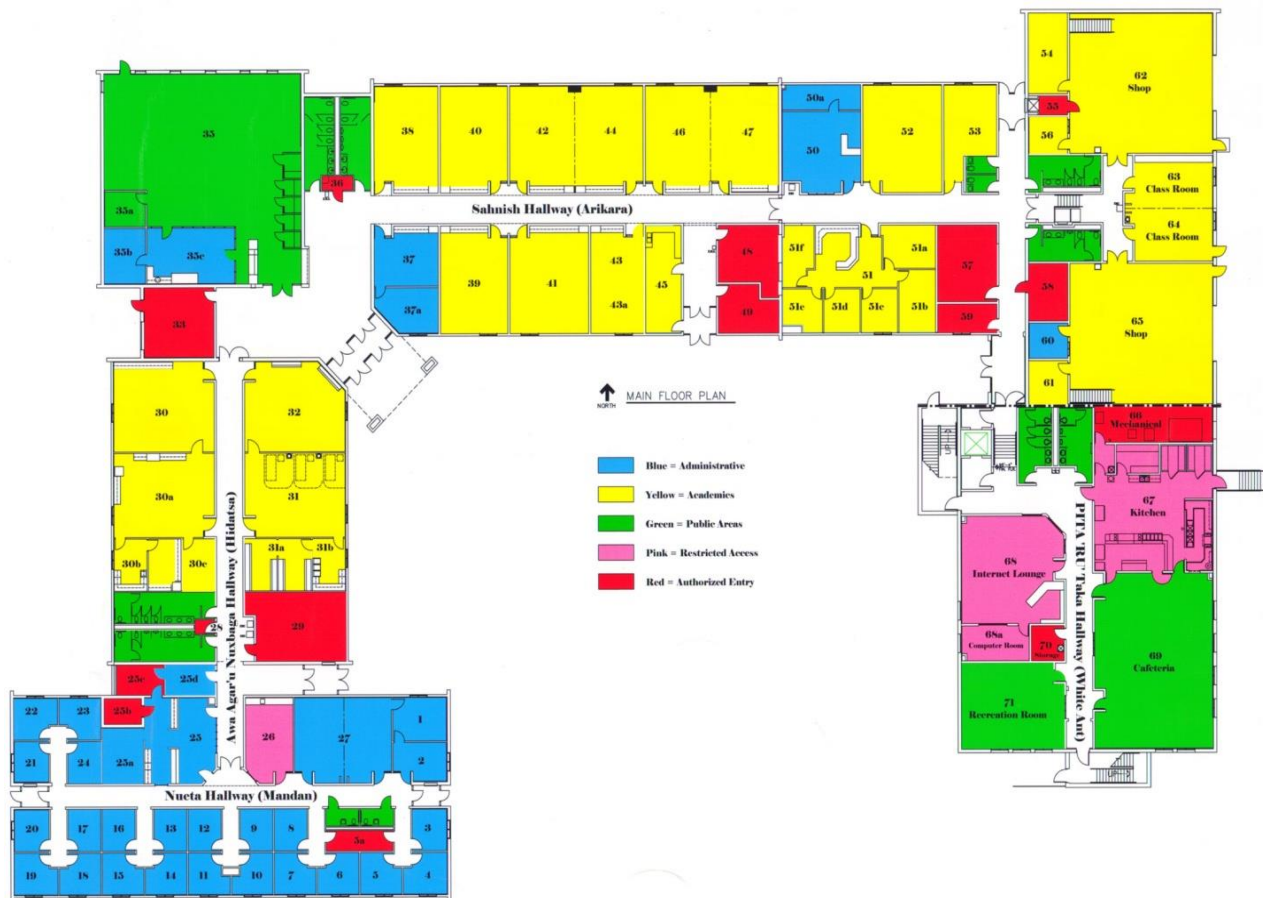 54
62
Shop
55
56
35
38
40
42
44
46
47
50a
50
52
53
36
63
Class Room
64
Class Room
Sahnish Hallway (Arikara)
35a
35b
35c
37
37a
39
41
43
43a
45
48
49
51f
51
51a
51e
51d
51c
51b
57
59
58
60
61
65
Shop
33
30
32
NORTH
MAIN FLOOR PLAN
Blue = Administrative
Yellow = Academics
Green = Public Areas
Pink = Restricted Access
Red = Authorized Entry
30a
31
30b
30c
31a
31b
28
29
Awa Agar'u Nuxbaga Hallway (Hidatsa)
UP
66
Mechanical
67
Kitchen
68
Internet Lounge
68a
Computer Room
70
Storage
69
Cafeteria
71
Recreation Room
PITA 'RU' Taka Hallway (White Ant)
UP
25c
25d
22
23
25b
25
26
27
1
21
24
25a
2
Nueta Hallway (Mandan)
20
17
16
13
12
9
8
5a
3
19
18
15
14
11
10
7
6
5
4